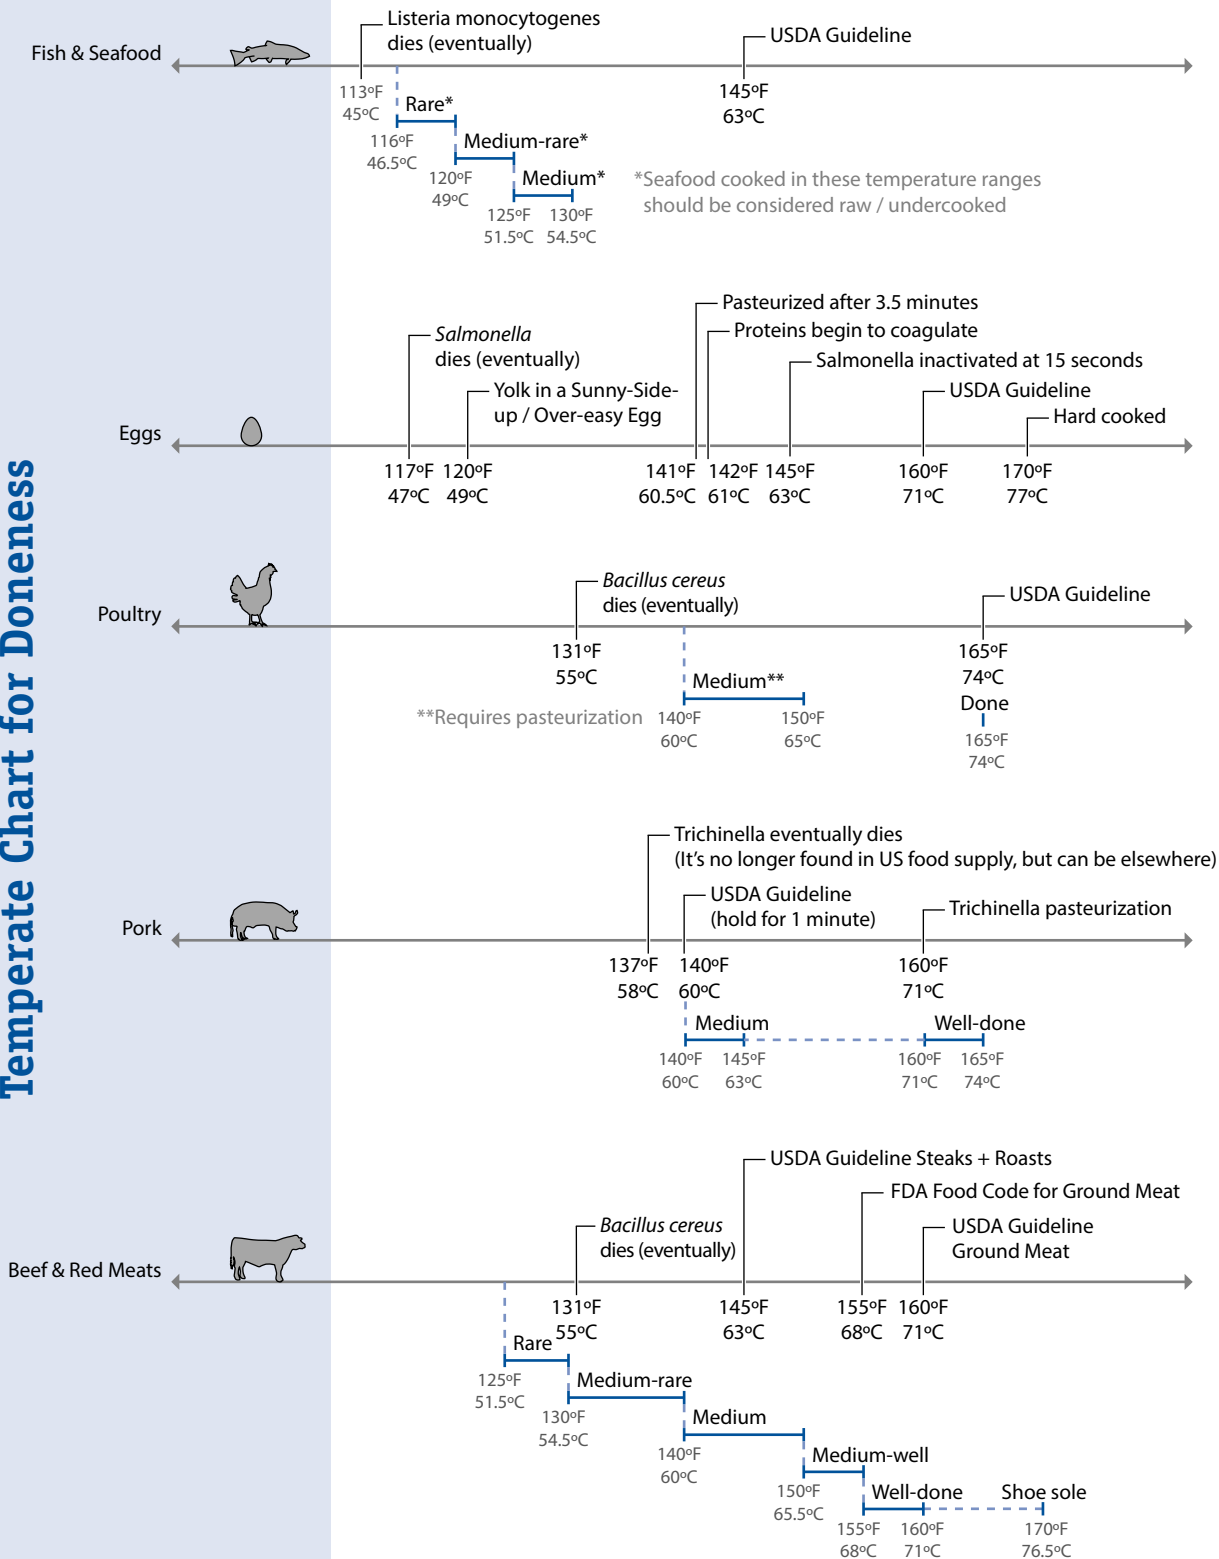 Temperate Chart for Doneness
Fish & Seafood
Listeria monocytogenes
dies (eventually)
USDA Guideline
113ºF
45ºC
145ºF
63ºC
Rare*
116ºF
46.5ºC
Medium-rare*
120ºF
49ºC
Medium*
125ºF
51.5ºC
130ºF
54.5ºC
*Seafood cooked in these temperature ranges
should be considered raw / undercooked
Eggs
Pasteurized after 3.5 minutes
Proteins begin to coagulate
Salmonella
dies (eventually)
Salmonella inactivated at 15 seconds
Yolk in a Sunny-Side-
up / Over-easy Egg
USDA Guideline
Hard cooked
117ºF
47ºC
120ºF
49ºC
141ºF
60.5ºC
142ºF
61ºC
145ºF
63ºC
160ºF
71ºC
170ºF
77ºC
Poultry
Bacillus cereus
dies (eventually)
USDA Guideline
131ºF
55ºC
165ºF
74ºC
Medium**
**Requires pasteurization
140ºF
60ºC
150ºF
65ºC
Done
165ºF
74ºC
Pork
Trichinella eventually dies
(It's no longer found in US food supply, but can be elsewhere)
USDA Guideline
(hold for 1 minute)
Trichinella pasteurization
137ºF
58ºC
140ºF
60ºC
160ºF
71ºC
Medium
140ºF
60ºC
145ºF
63ºC
Well-done
160ºF
71ºC
165ºF
74ºC
Beef & Red Meats
USDA Guideline Steaks + Roasts
FDA Food Code for Ground Meat
Bacillus cereus
dies (eventually)
USDA Guideline
Ground Meat
131ºF
55ºC
145ºF
63ºC
155ºF
68ºC
160ºF
71ºC
Rare
125ºF
51.5ºC
Medium-rare
130ºF
54.5ºC
Medium
140ºF
60ºC
Medium-well
150ºF
65.5ºC
Well-done
155ºF
68ºC
160ºF
71ºC
Shoe sole
170ºF
76.5ºC